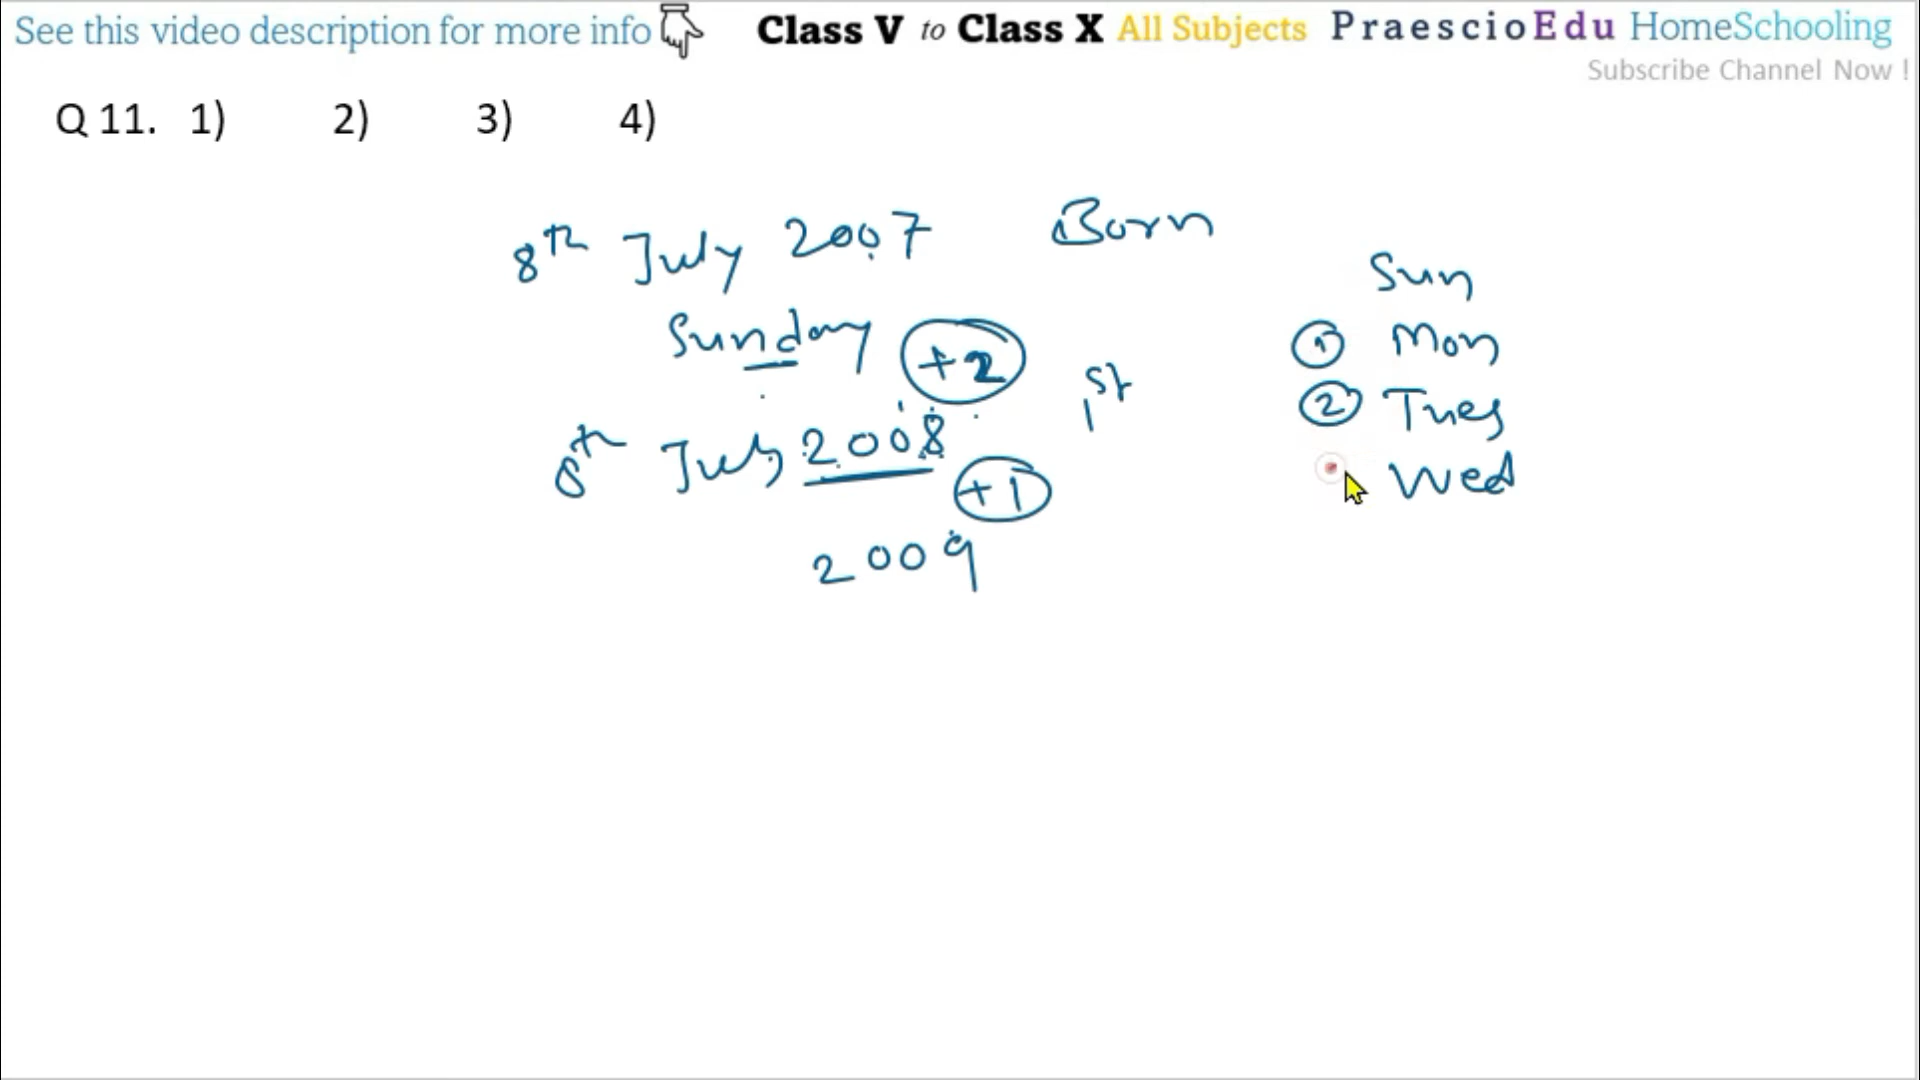 See this video description for more info Class V to Class X All Subjects PraescioEdu HomeSchooling
Subscribe Channel Now !
Q 11. 1) 2) 3) 4)
8th July 2007 Born
Sunday +2
8th July 2008 1st
+1
2009
Sun
1 Mon
2 Tues
Wed